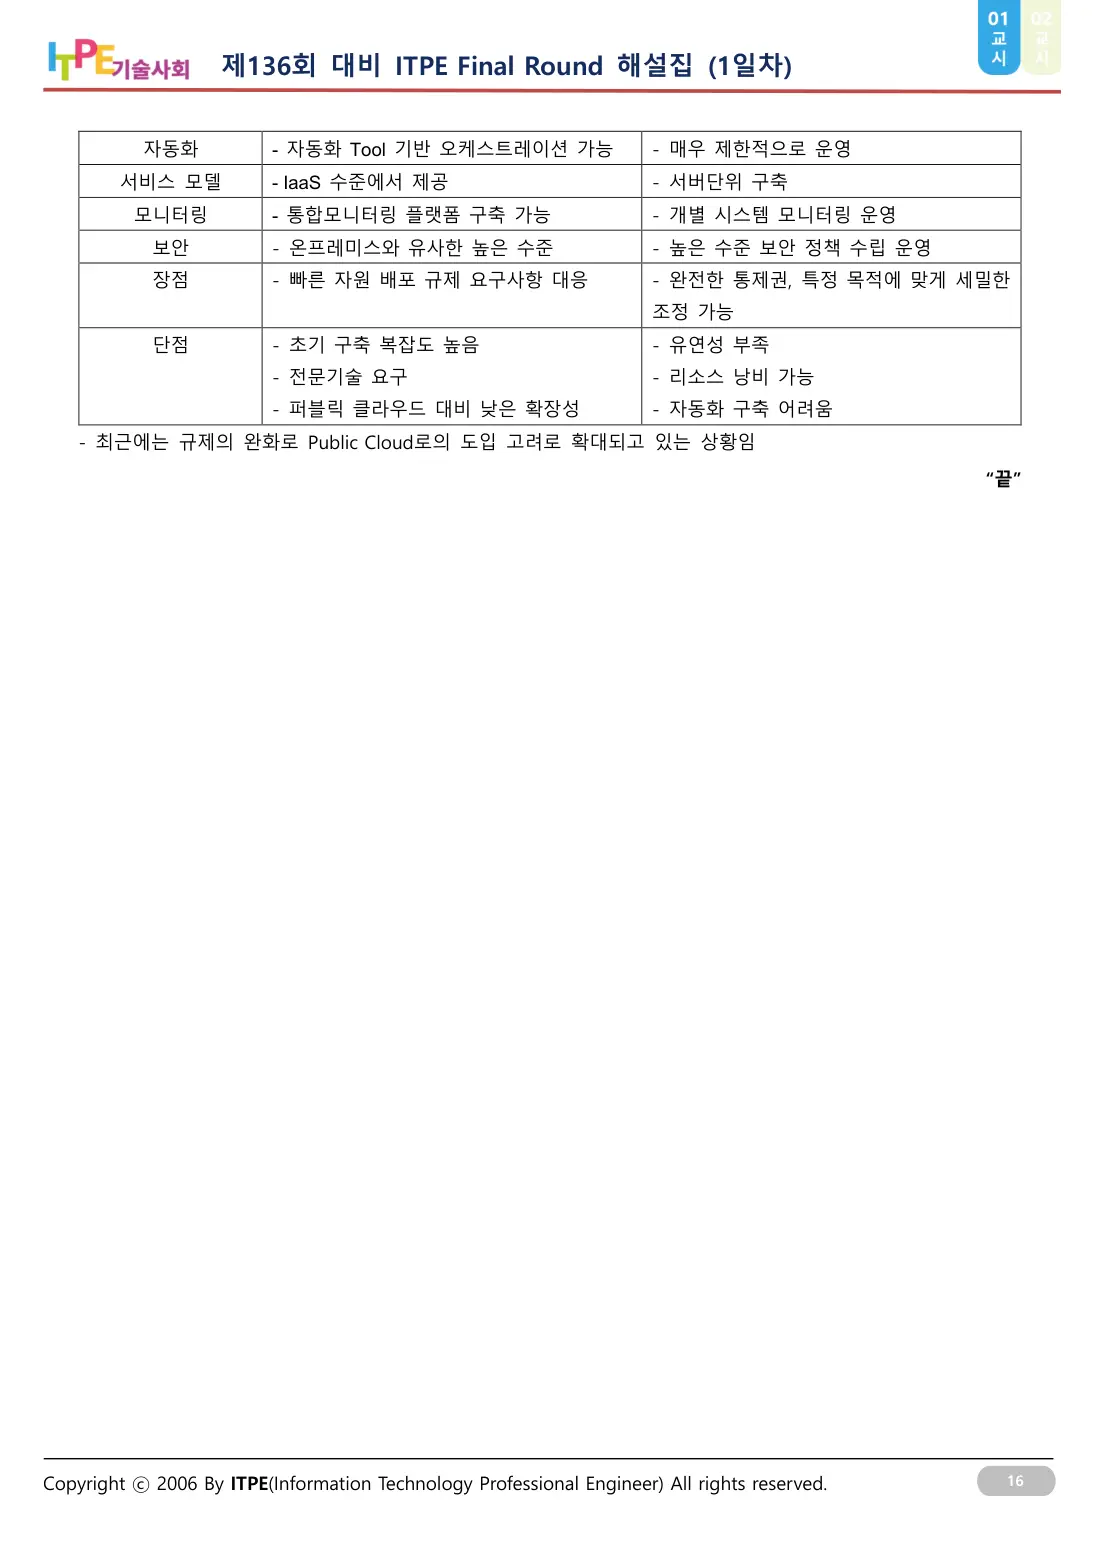 ITPE기술사회 제136회 대비 ITPE Final Round 해설집 (1일차)
01 교시
02 교시
자동화 - 자동화 Tool 기반 오케스트레이션 가능 - 매우 제한적으로 운영
서비스 모델 - IaaS 수준에서 제공 - 서버단위 구축
모니터링 - 통합모니터링 플랫폼 구축 가능 - 개별 시스템 모니터링 운영
보안 - 온프레미스와 유사한 높은 수준 - 높은 수준 보안 정책 수립 운영
장점 - 빠른 자원 배포 규제 요구사항 대응 - 완전한 통제권, 특정 목적에 맞게 세밀한
조정 가능
단점 - 초기 구축 복잡도 높음 - 유연성 부족
- 전문기술 요구 - 리소스 낭비 가능
- 퍼블릭 클라우드 대비 낮은 확장성 - 자동화 구축 어려움
- 최근에는 규제의 완화로 Public Cloud로의 도입 고려로 확대되고 있는 상황임
“끝”
Copyright ⓒ 2006 By ITPE(Information Technology Professional Engineer) All rights reserved. 16